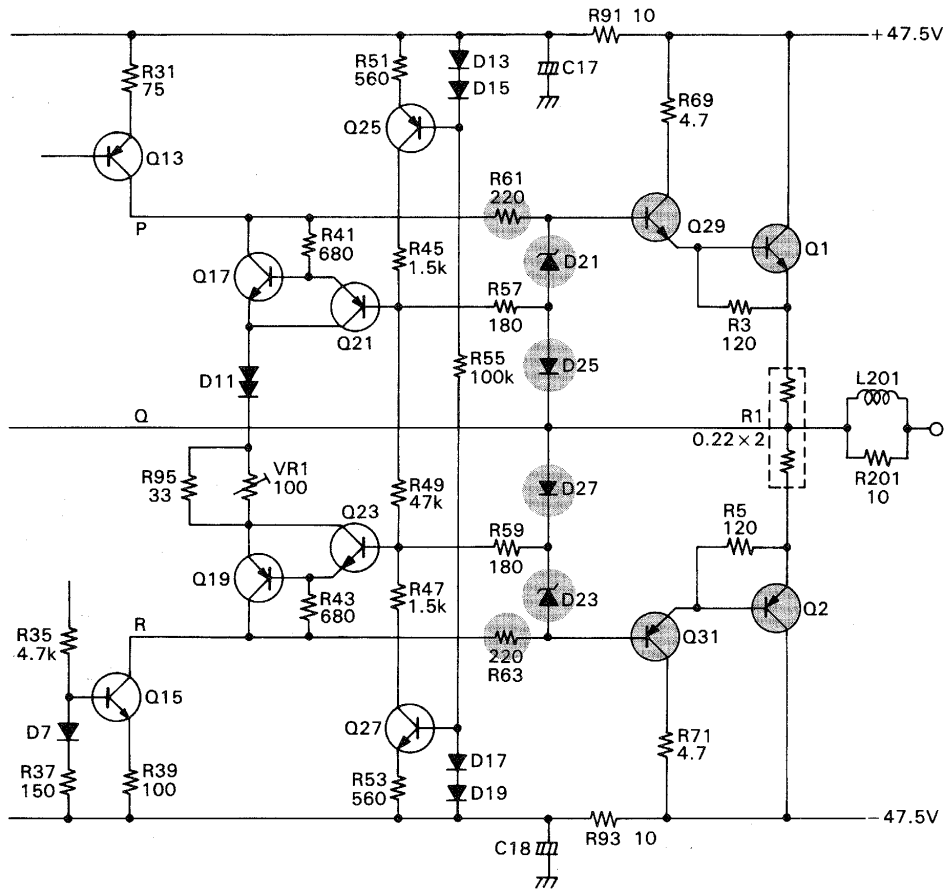 R91 10
+47.5V
R31
75
R51
560
D13
D15
C17
R69
4.7
Q25
Q13
R61
220
Q29
P
R41
680
R45
1.5k
D21
Q1
Q17
R57
180
R3
120
Q21
D11
R55
100k
D25
L201
Q
R1
0.22×2
R201
10
R95
33
VR1
100
R49
47k
D27
R5
120
Q23
R59
180
Q19
R43
680
R47
1.5k
D23
Q2
R35
4.7k
R
220
R63
Q31
Q15
D7
Q27
R71
4.7
R37
150
R39
100
R53
560
D17
D19
R93 10
-47.5V
C18